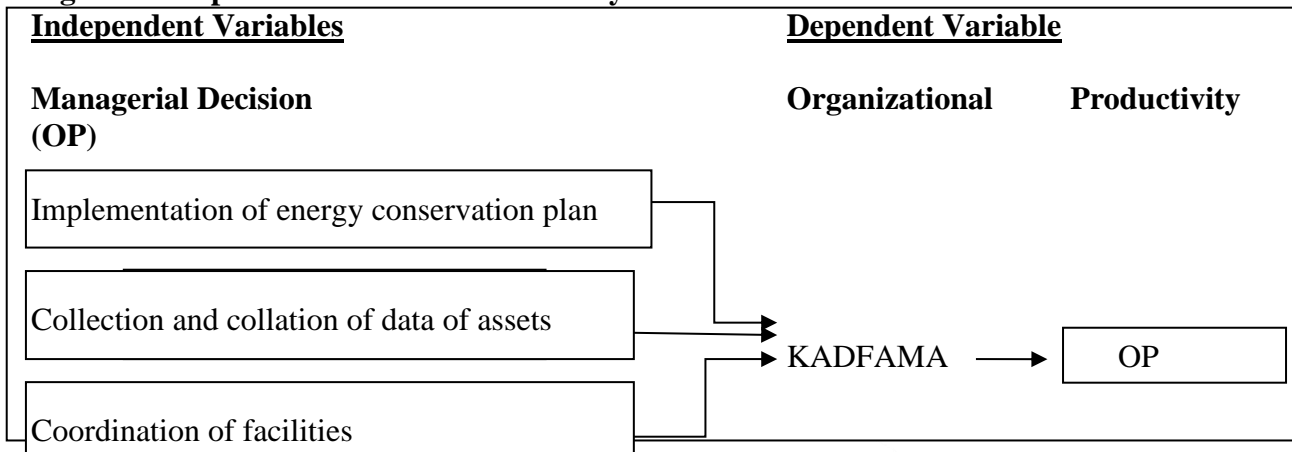 Independent Variables Dependent Variable
Managerial Decision Organizational Productivity
(OP)
Implementation of energy conservation plan
Collection and collation of data of assets
KADFAMA OP
Coordination of facilities